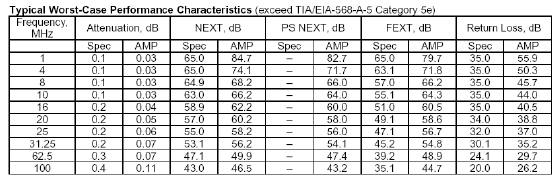 Typical Worst-Case Performance Characteristics (exceed TIA/EIA-568-A-5 Category 5e)
Frequency, MHz Attenuation, dB NEXT, dB PS NEXT, dB FEXT, dB Return Loss, dB
Spec AMP Spec AMP Spec AMP Spec AMP Spec AMP
1 0.1 0.03 65.0 84.7 – 82.7 65.0 79.7 35.0 55.9
4 0.1 0.03 65.0 74.1 – 71.7 63.1 71.8 35.0 50.3
8 0.1 0.03 64.9 68.2 – 66.0 57.0 66.2 35.0 45.7
10 0.1 0.03 63.0 66.2 – 64.0 55.1 64.3 35.0 44.0
16 0.2 0.04 58.9 62.2 – 60.0 51.0 60.5 35.0 40.5
20 0.2 0.05 57.0 60.2 – 58.0 49.1 58.6 34.0 38.8
25 0.2 0.06 55.0 58.2 – 56.0 47.1 56.7 32.0 37.0
31.25 0.2 0.07 53.1 56.2 – 54.1 45.2 54.8 30.1 35.2
62.5 0.3 0.07 47.1 49.9 – 47.4 39.2 48.9 24.1 29.7
100 0.4 0.11 43.0 46.5 – 43.2 35.1 44.7 20.0 26.2